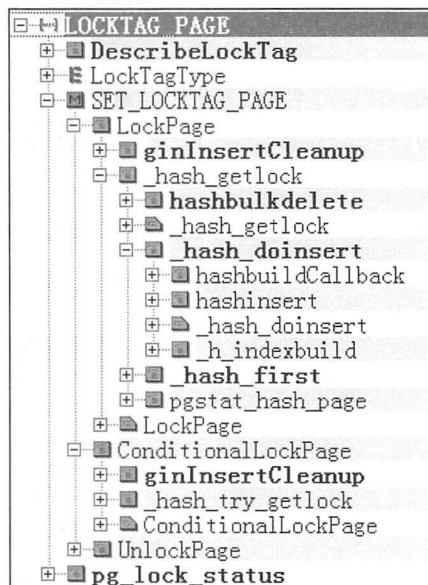 LOCKTAG_PAGE
DescribeLockTag
LockTagType
SET_LOCKTAG_PAGE
LockPage
ginInsertCleanup
_hash_getlock
hashbulkdelete
_hash_getlock
_hash_doinsert
hashbuildCallback
hashinsert
_hash_doinsert
_h_indexbuild
_hash_first
pgstat_hash_page
LockPage
ConditionalLockPage
ginInsertCleanup
_hash_try_getlock
ConditionalLockPage
UnlockPage
pg_lock_status